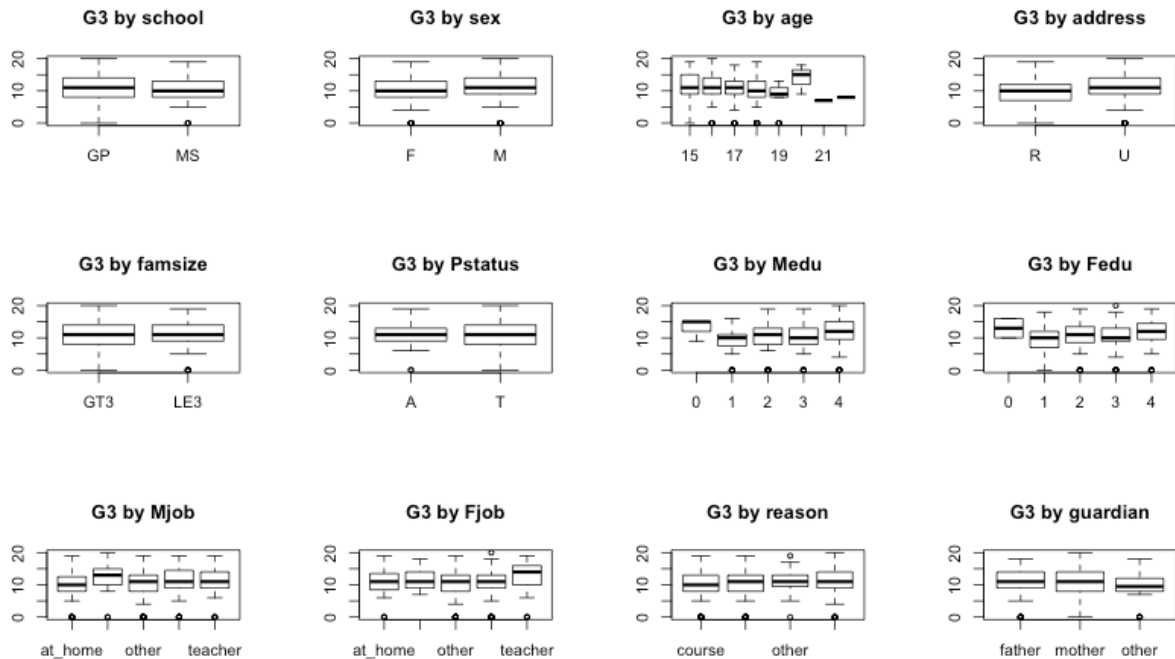 G3 by school
20
10
0
GP MS
G3 by sex
20
10
0
F M
G3 by age
20
10
0
15 17 19 21
G3 by address
20
10
0
R U
G3 by famsize
20
10
0
GT3 LE3
G3 by Pstatus
20
10
0
A T
G3 by Medu
20
10
0
0 1 2 3 4
G3 by Fedu
20
10
0
0 1 2 3 4
G3 by Mjob
20
10
0
at_home other teacher
G3 by Fjob
20
10
0
at_home other teacher
G3 by reason
20
10
0
course other
G3 by guardian
20
10
0
father mother other